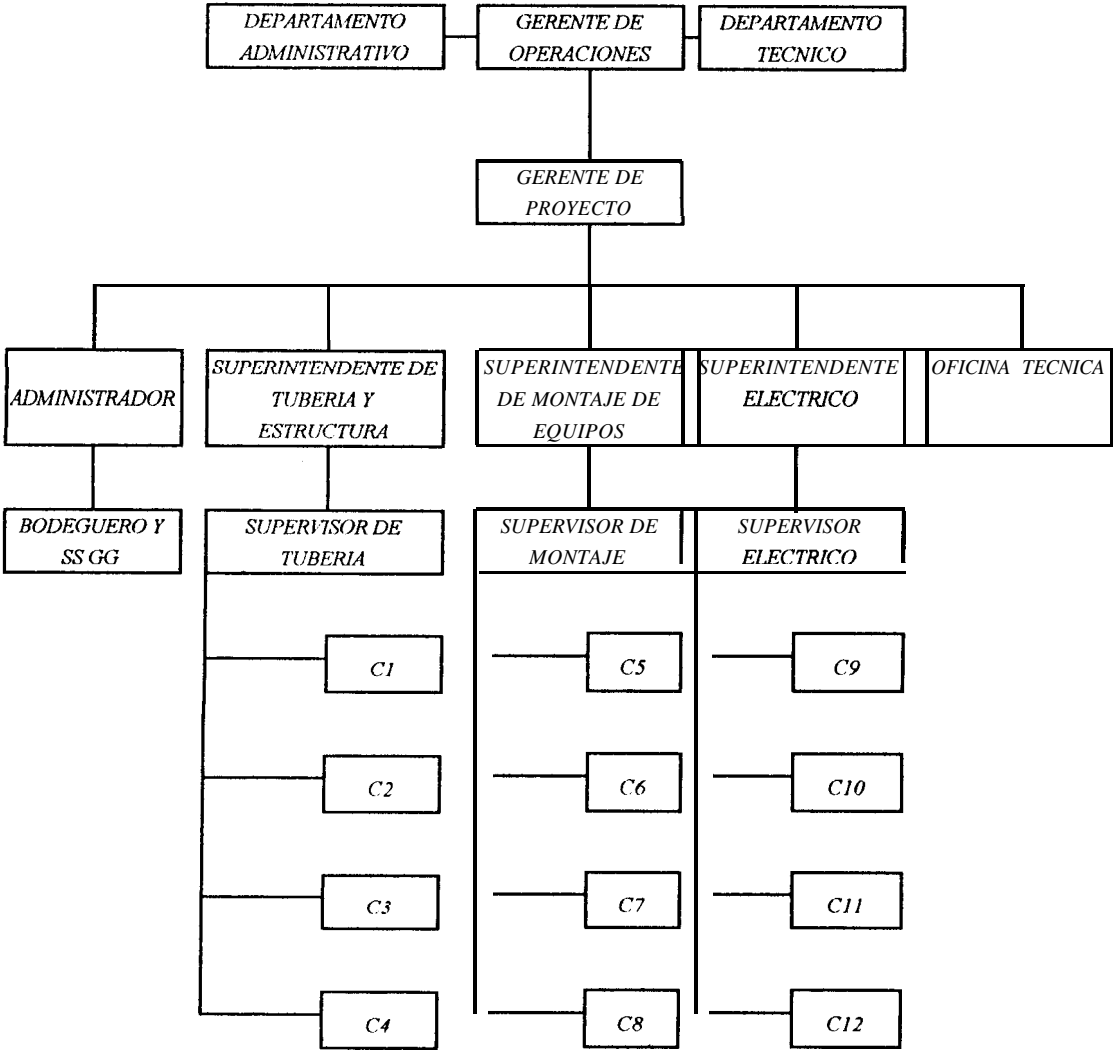 DEPARTAMENTO
ADMINISTRATIVO
GERENTE DE
OPERACIONES
DEPARTAMENTO
TECNICO
GERENTE DE
PROYECTO
ADMINISTRADOR
SUPERINTENDENTE DE
TUBERIA Y
ESTRUCTURA
SUPERINTENDENTE
DE MONTAJE DE
EQUIPOS
SUPERINTENDENTE
ELECTRICO
OFICINA TECNICA
BODEGUERO Y
SS GG
SUPERVISOR DE
TUBERIA
SUPERVISOR DE
MONTAJE
SUPERVISOR
ELECTRICO
C1
C5
C9
C2
C6
C10
C3
C7
C11
C4
C8
C12